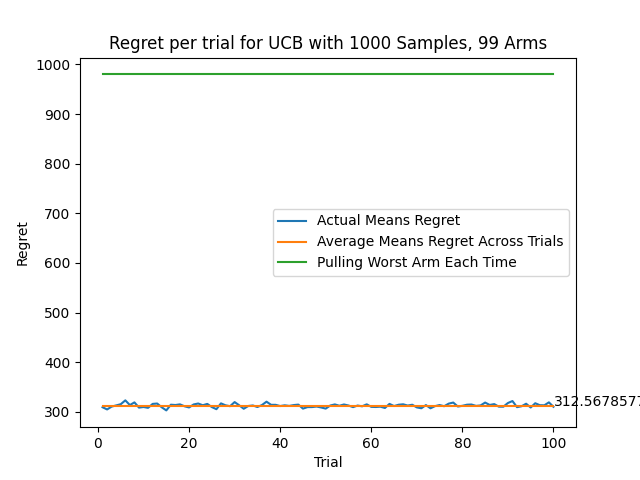 Regret per trial for UCB with 1000 Samples, 99 Arms
1000
900
800
700
600
500
400
300
Regret
Actual Means Regret
Average Means Regret Across Trials
Pulling Worst Arm Each Time
312.5678577
0
20
40
60
80
100
Trial